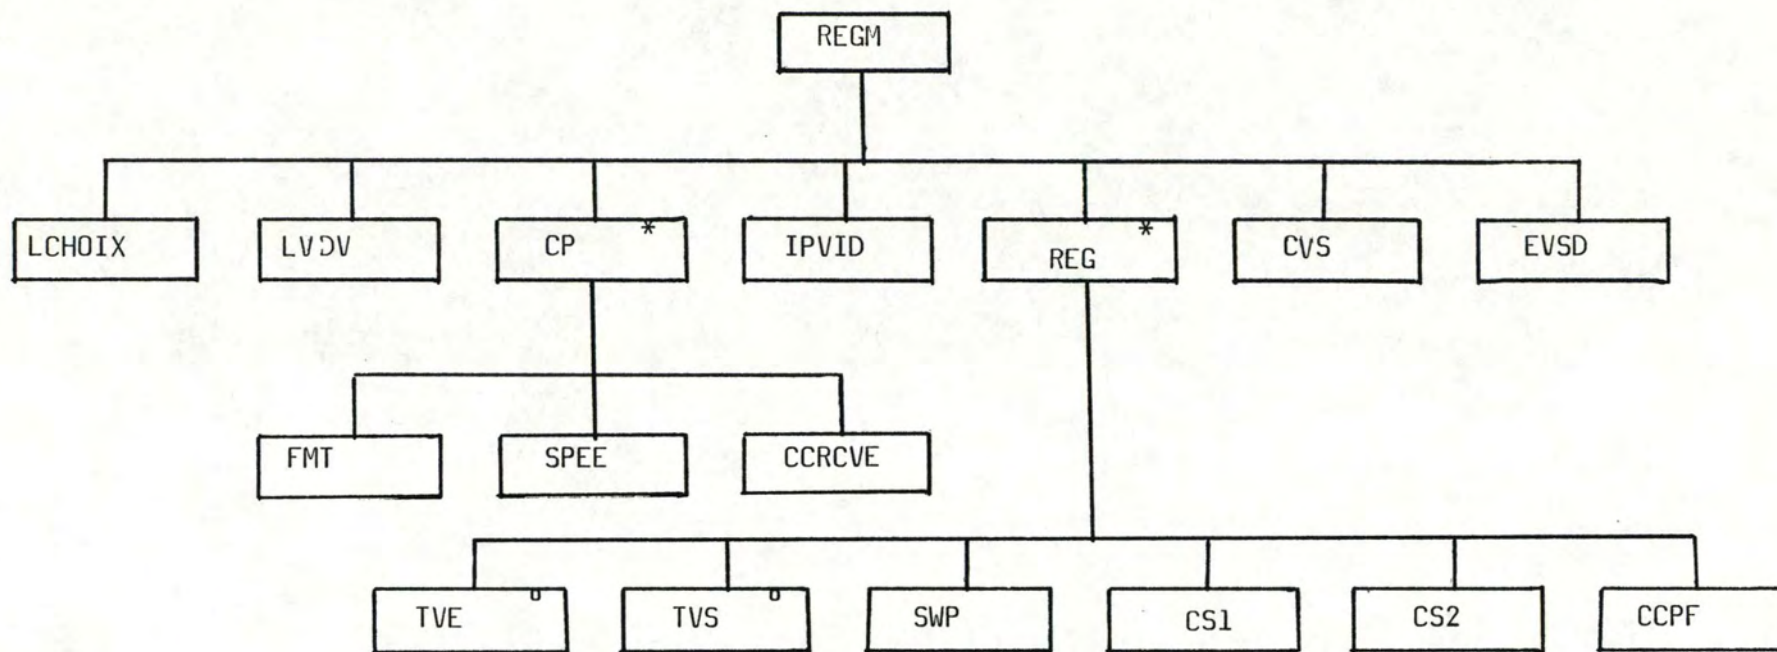 REGM
LCHOIX LVDV CP * IPVID REG * CVS EVSD
FMT SPEE CCRCVE
TVE o TVS o SWP CS1 CS2 CCPF